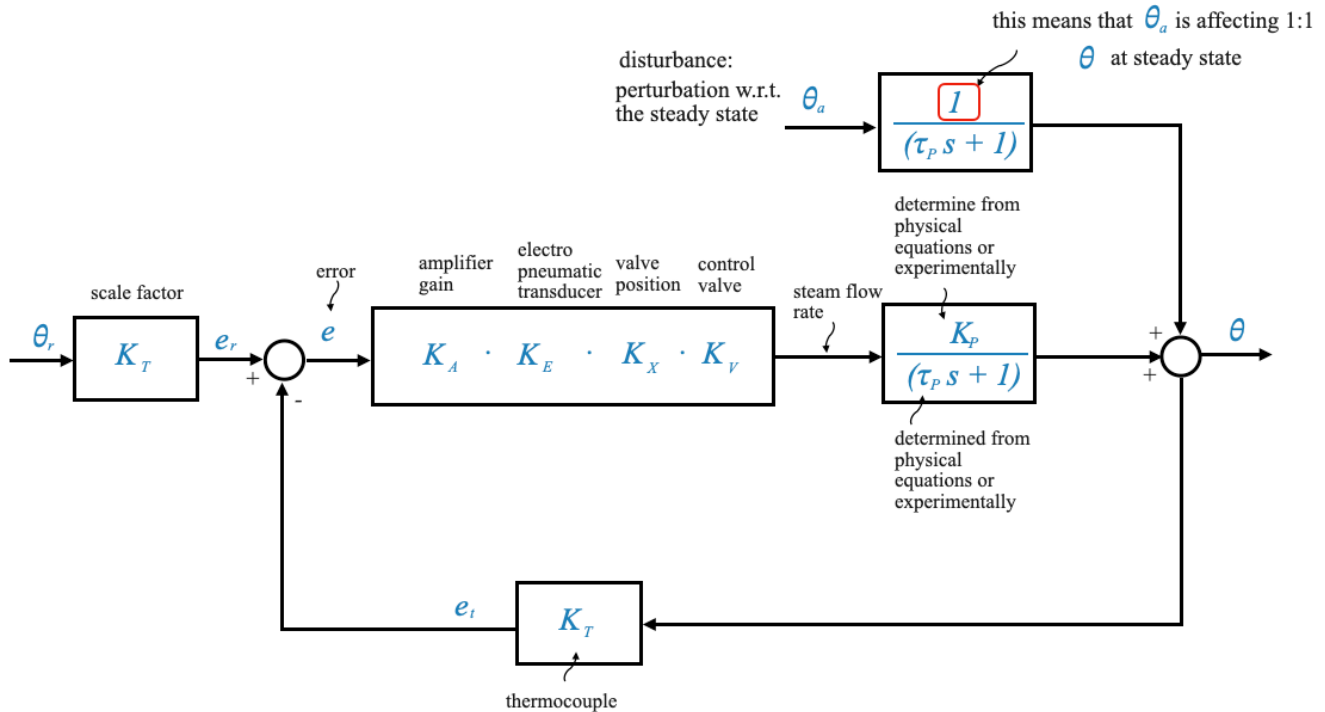 this means that θa is affecting 1:1
θ at steady state
disturbance:
perturbation w.r.t.
the steady state
θa
1
(τP s + 1)
determine from
physical
equations or
experimentally
scale factor
error
amplifier
gain
electro
pneumatic
transducer
valve
position
control
valve
steam flow
rate
θr
KT
er
+
-
e
KA · KE · KX · KV
KP
(τP s + 1)
+
+
θ
determined from
physical
equations or
experimentally
et
KT
thermocouple